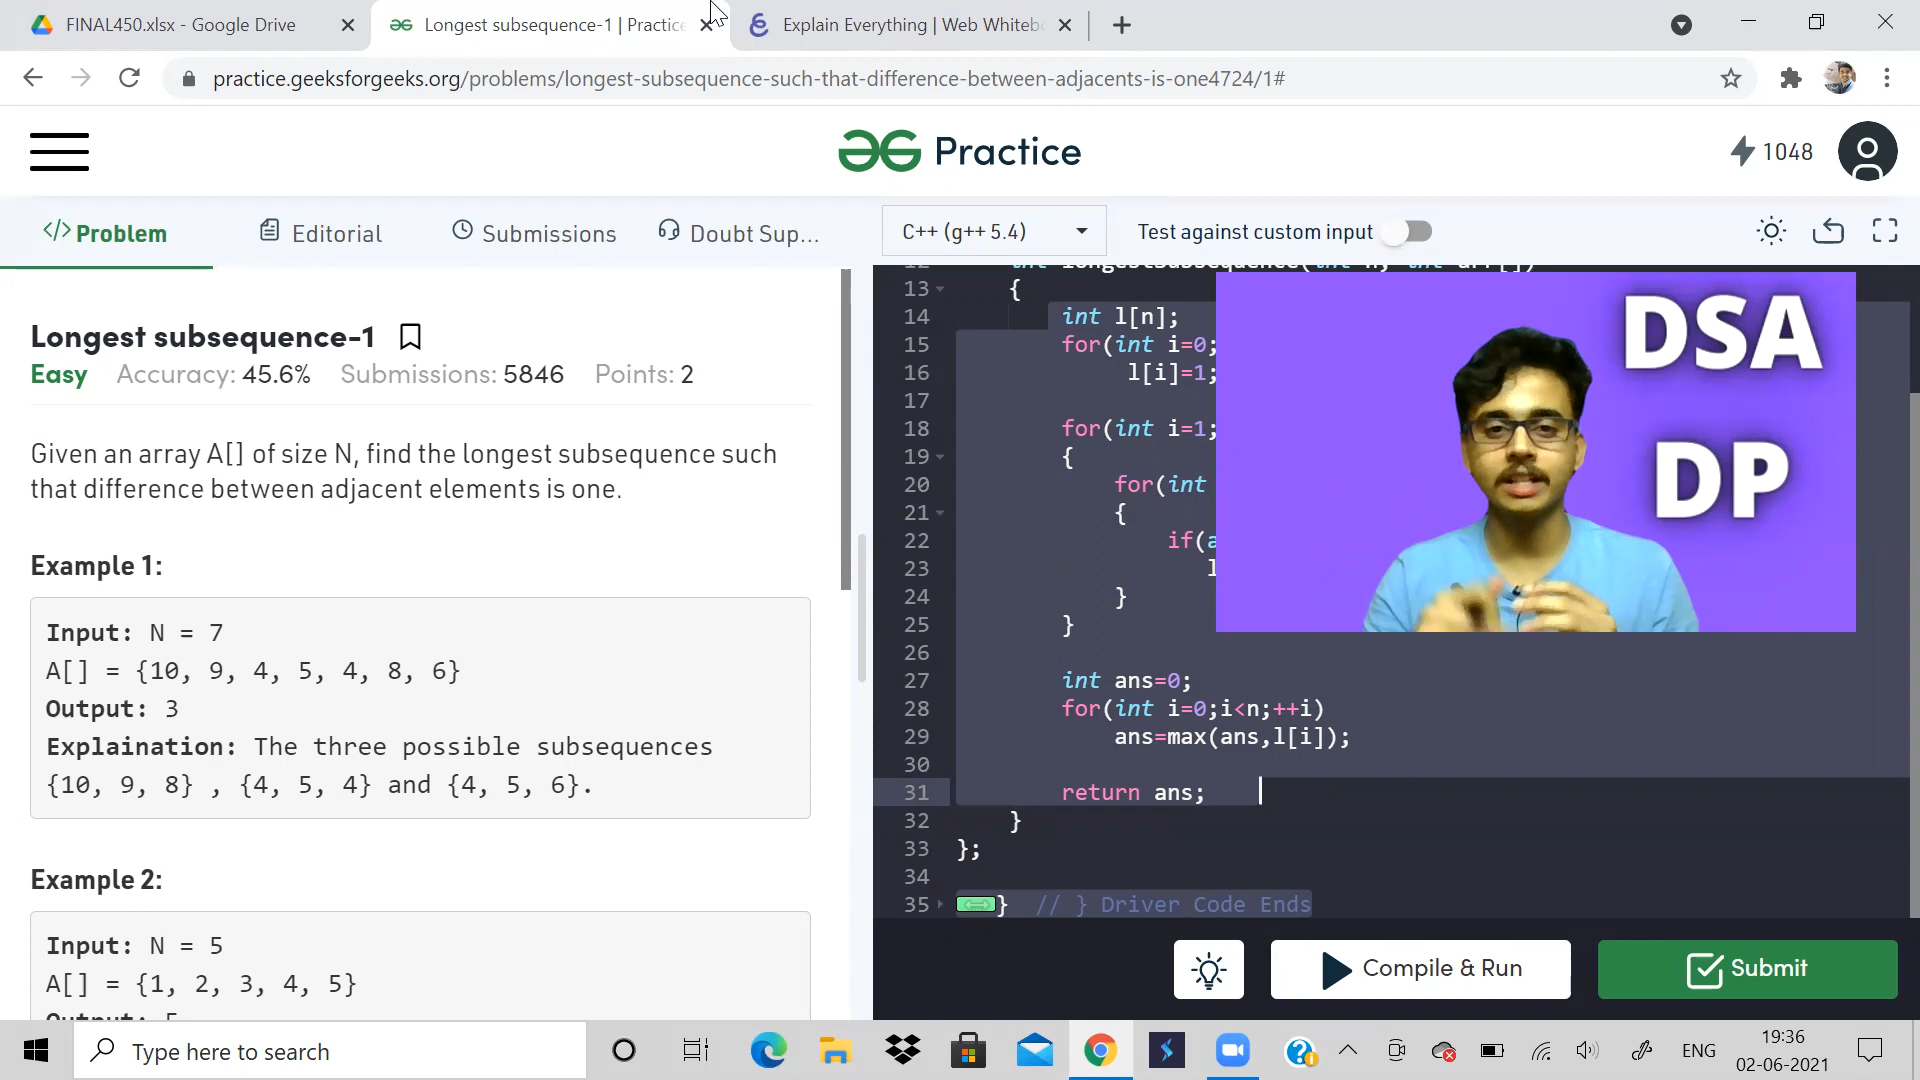 FINAL450.xlsx - Google Drive
Longest subsequence-1 | Practice
Explain Everything | Web Whitebo
practice.geeksforgeeks.org/problems/longest-subsequence-such-that-difference-between-adjacents-is-one4724/1#
Practice
1048
</> Problem
Editorial
Submissions
Doubt Sup...
C++ (g++ 5.4)
Test against custom input
Longest subsequence-1
Easy Accuracy: 45.6% Submissions: 5846 Points: 2
Given an array A[] of size N, find the longest subsequence such
that difference between adjacent elements is one.
Example 1:
Input: N = 7
A[] = {10, 9, 4, 5, 4, 8, 6}
Output: 3
Explaination: The three possible subsequences
{10, 9, 8} , {4, 5, 4} and {4, 5, 6}.
Example 2:
Input: N = 5
A[] = {1, 2, 3, 4, 5}
13 {
14 int l[n];
15 for(int i=0;
16 l[i]=1;
17
18 for(int i=1;
19 {
20 for(int
21 {
22 if(a
23 l
24 }
25 }
26
27 int ans=0;
28 for(int i=0;i<n;++i)
29 ans=max(ans,l[i]);
30
31 return ans;
32 }
33 };
34
35 } // } Driver Code Ends
DSA
DP
Compile & Run
Submit
Type here to search
ENG
19:36
02-06-2021